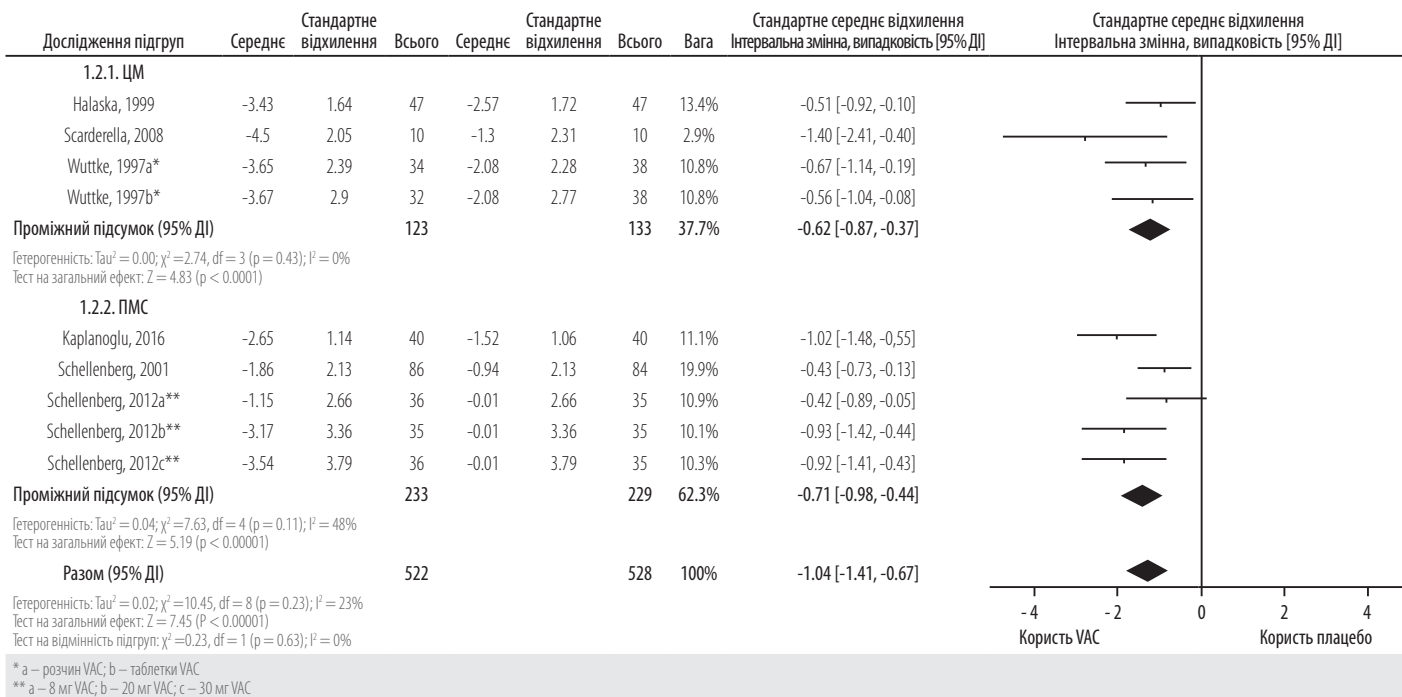 Дослідження підгруп Середнє Стандартне відхилення Всього Середнє Стандартне відхилення Всього Вага Стандартне середнє відхилення Інтервальна змінна, випадковість [95% ДІ] Стандартне середнє відхилення Інтервальна змінна, випадковість [95% ДІ]
1.2.1. ЦМ
Halaska, 1999 -3.43 1.64 47 -2.57 1.72 47 13.4% -0.51 [-0.92, -0.10]
Scarderella, 2008 -4.5 2.05 10 -1.3 2.31 10 2.9% -1.40 [-2.41, -0.40]
Wuttke, 1997a* -3.65 2.39 34 -2.08 2.28 38 10.8% -0.67 [-1.14, -0.19]
Wuttke, 1997b* -3.67 2.9 32 -2.08 2.77 38 10.8% -0.56 [-1.04, -0.08]
Проміжний підсумок (95% ДІ) 123 133 37.7% -0.62 [-0.87, -0.37]
Гетерогенність: Tau² = 0.00; χ² =2.74, df = 3 (p = 0.43); I² = 0%
Тест на загальний ефект: Z = 4.83 (p < 0.0001)
1.2.2. ПМС
Kaplanoglu, 2016 -2.65 1.14 40 -1.52 1.06 40 11.1% -1.02 [-1.48, -0,55]
Schellenberg, 2001 -1.86 2.13 86 -0.94 2.13 84 19.9% -0.43 [-0.73, -0.13]
Schellenberg, 2012a** -1.15 2.66 36 -0.01 2.66 35 10.9% -0.42 [-0.89, -0.05]
Schellenberg, 2012b** -3.17 3.36 35 -0.01 3.36 35 10.1% -0.93 [-1.42, -0.44]
Schellenberg, 2012c** -3.54 3.79 36 -0.01 3.79 35 10.3% -0.92 [-1.41, -0.43]
Проміжний підсумок (95% ДІ) 233 229 62.3% -0.71 [-0.98, -0.44]
Гетерогенність: Tau² = 0.04; χ² =7.63, df = 4 (p = 0.11); I² = 48%
Тест на загальний ефект: Z = 5.19 (p < 0.00001)
Разом (95% ДІ) 522 528 100% -1.04 [-1.41, -0.67]
Гетерогенність: Tau² = 0.02; χ² =10.45, df = 8 (p = 0.23); I² = 23%
Тест на загальний ефект: Z = 7.45 (P < 0.00001)
Тест на відмінність підгруп: χ² =0.23, df = 1 (p = 0.63); I² = 0%
-4 -2 0 2 4
Користь VAC Користь плацебо
* a – розчин VAC; b – таблетки VAC
** a – 8 мг VAC; b – 20 мг VAC; c – 30 мг VAC